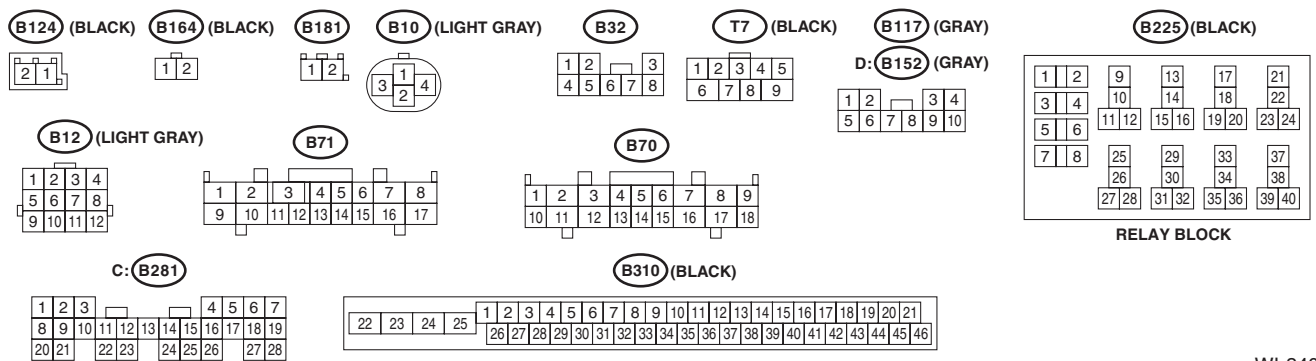 B124 (BLACK) B164 (BLACK) B181 B10 (LIGHT GRAY) B32 T7 (BLACK) B117 (GRAY) B225 (BLACK)
D: B152 (GRAY)
2 1
1 2
1 2
1
3 4
2
1 2 3
4 5 6 7 8
1 2 3 4 5
6 7 8 9
1 2 3 4
5 6 7 8 9 10
1 2 9 13 17 21
3 4 10 14 18 22
5 6 11 12 15 16 19 20 23 24
7 8 25 29 33 37
26 30 34 38
27 28 31 32 35 36 39 40
RELAY BLOCK
B12 (LIGHT GRAY) B71 B70
1 2 3 4
5 6 7 8
9 10 11 12
1 2 3 4 5 6 7 8
9 10 11 12 13 14 15 16 17
1 2 3 4 5 6 7 8 9
10 11 12 13 14 15 16 17 18
C: B281 B310 (BLACK)
1 2 3 4 5 6 7
8 9 10 11 12 13 14 15 16 17 18 19
20 21 22 23 24 25 26 27 28
22 23 24 25 1 2 3 4 5 6 7 8 9 10 11 12 13 14 15 16 17 18 19 20 21
26 27 28 29 30 31 32 33 34 35 36 37 38 39 40 41 42 43 44 45 46